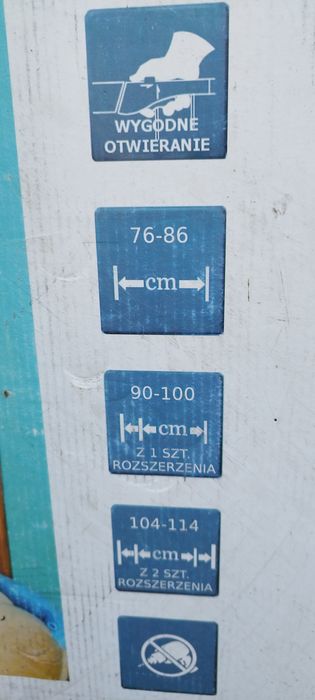 WYGODNE
OTWIERANIE
76-86
cm
90-100
cm
Z 1 SZT.
ROZSZERZENIA
104-114
cm
Z 2 SZT.
ROZSZERZENIA